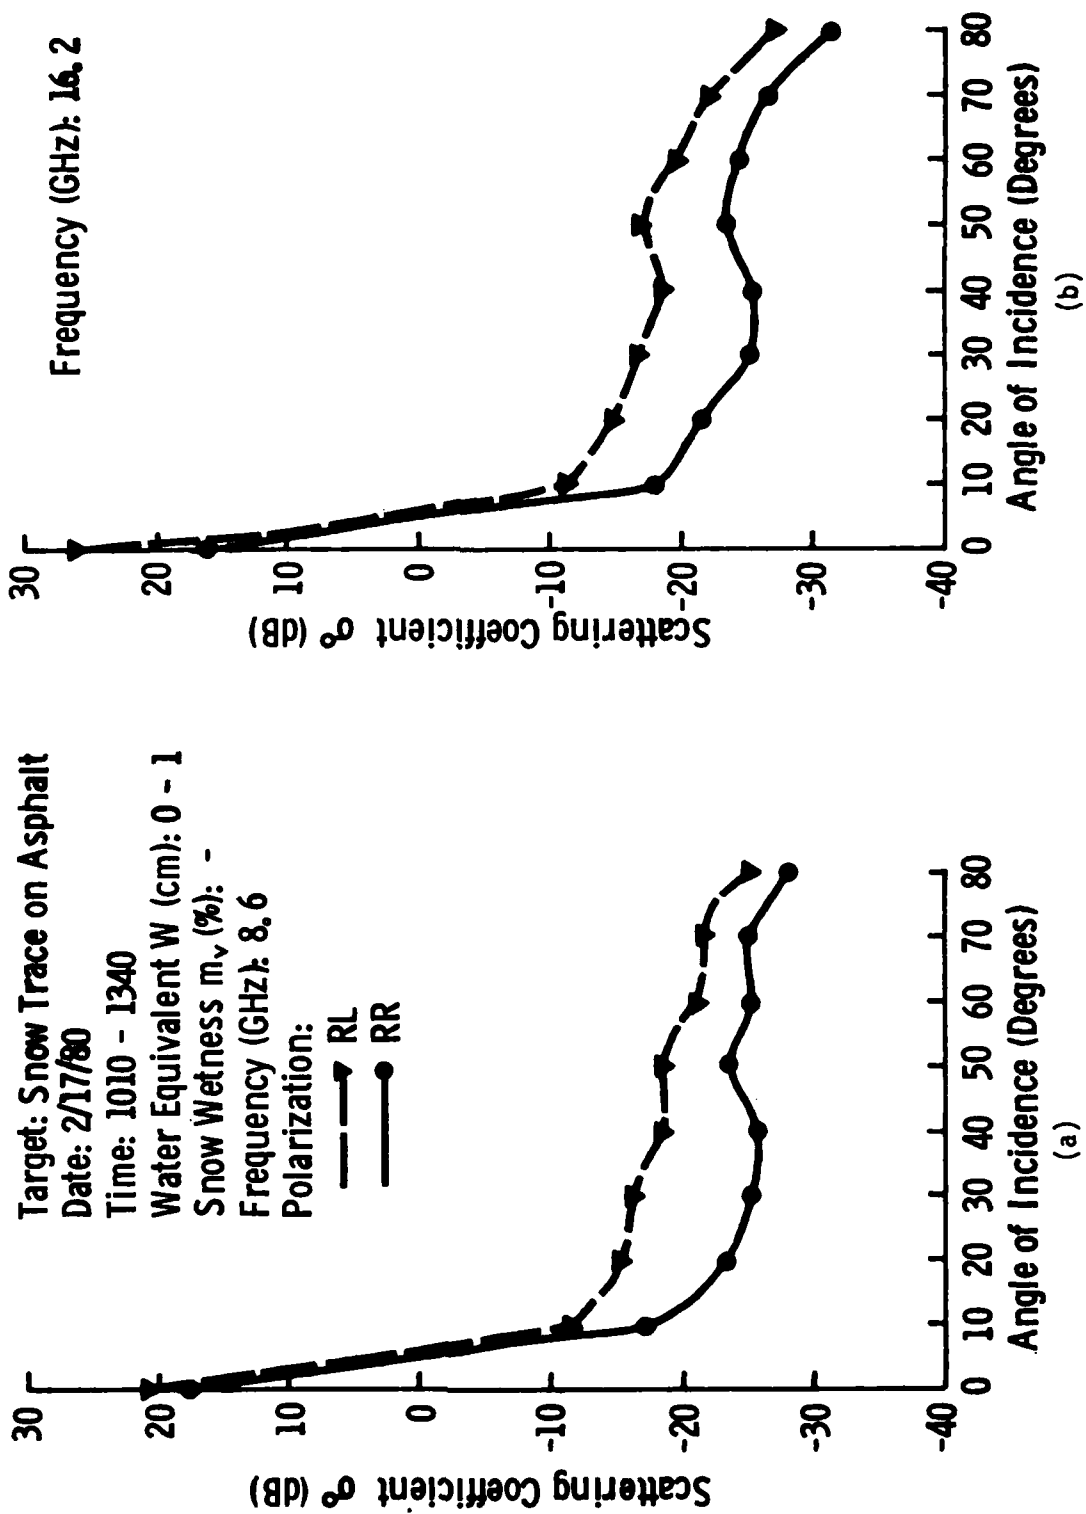 Target: Snow Trace on Asphalt
Date: 2/17/80
Time: 1010 - 1340
Water Equivalent W (cm): 0 - 1
Snow Wetness mᵥ (%): -
Frequency (GHz): 8.6
Polarization:
RL
RR
30
20
10
0
-10
-20
-30
-40
Scattering Coefficient σ° (dB)
0 10 20 30 40 50 60 70 80
Angle of Incidence (Degrees)
(a)
Frequency (GHz): 16.2
30
20
10
0
-10
-20
-30
-40
Scattering Coefficient σ° (dB)
0 10 20 30 40 50 60 70 80
Angle of Incidence (Degrees)
(b)